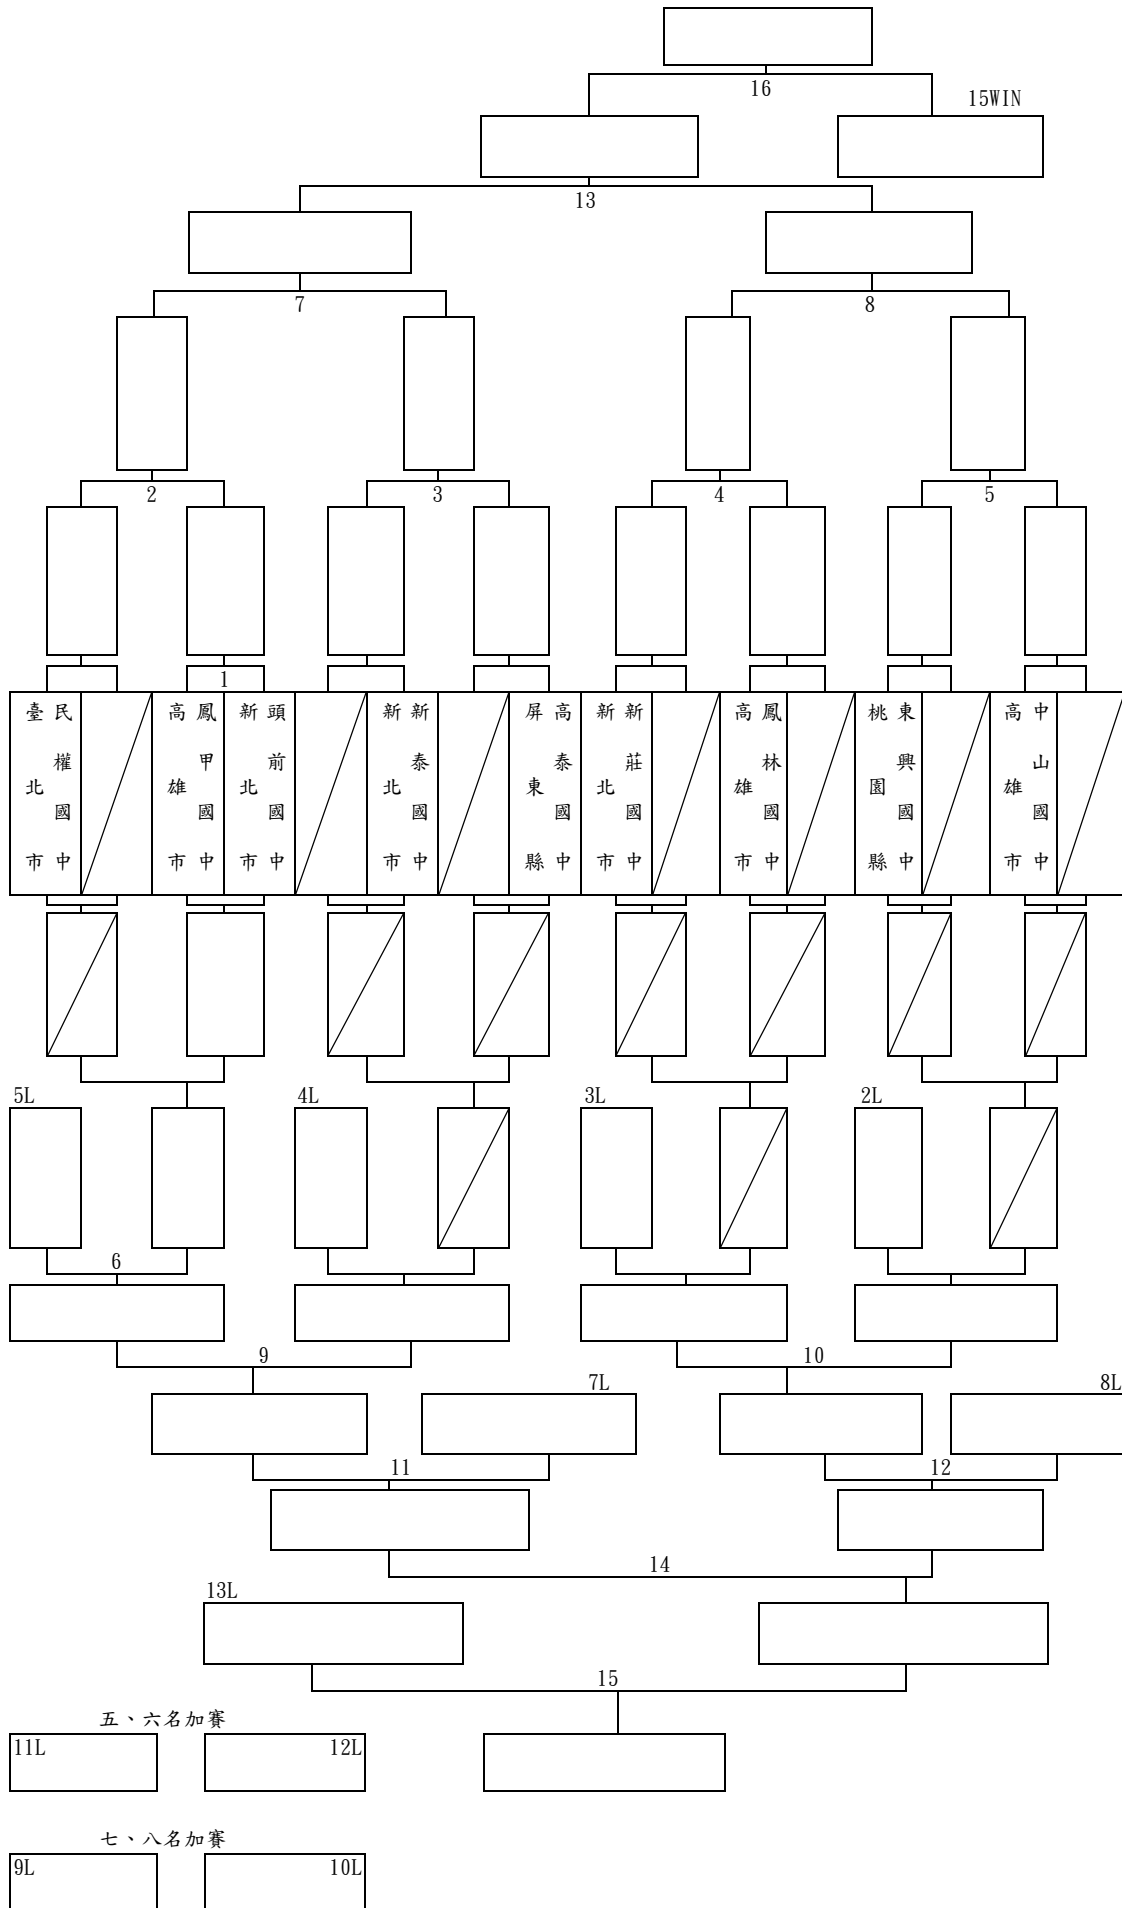 16
15WIN
13
7
8
2
3
4
5
1
臺北市 民權國中
高雄市 鳳甲國中
新北市 頭前國中
新北市 新泰國中
屏東縣 高泰國中
新北市 新莊國中
高雄市 鳳林國中
桃園縣 東興國中
高雄市 中山國中
5L
4L
3L
2L
6
9
10
7L
8L
11
12
14
13L
15
五、六名加賽
11L
12L
七、八名加賽
9L
10L